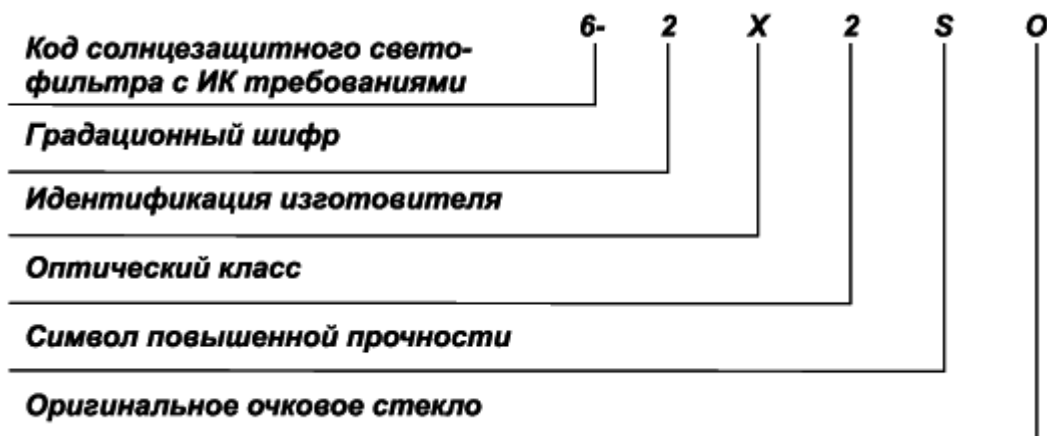 6- 2 X 2 S O
Код солнцезащитного свето-
фильтра с ИК требованиями
Градационный шифр
Идентификация изготовителя
Оптический класс
Символ повышенной прочности
Оригинальное очковое стекло